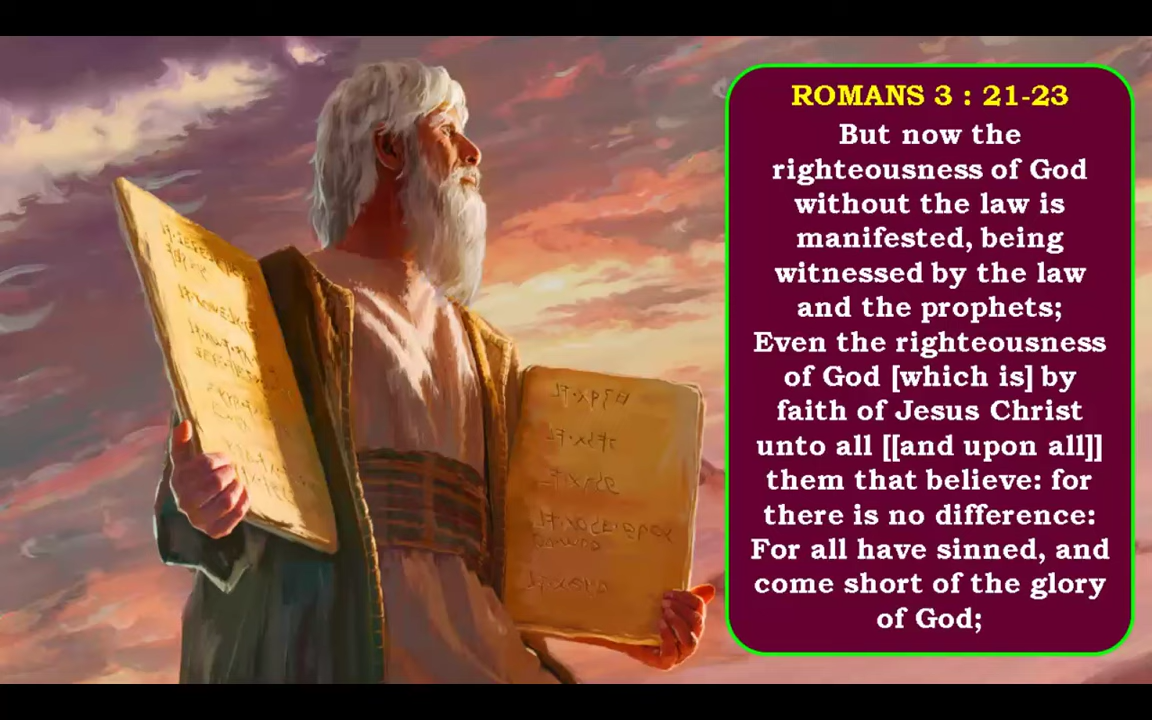 ROMANS 3 : 21-23
But now the
righteousness of God
without the law is
manifested, being
witnessed by the law
and the prophets;
Even the righteousness
of God [which is] by
faith of Jesus Christ
unto all [[and upon all]]
them that believe: for
there is no difference:
For all have sinned, and
come short of the glory
of God;